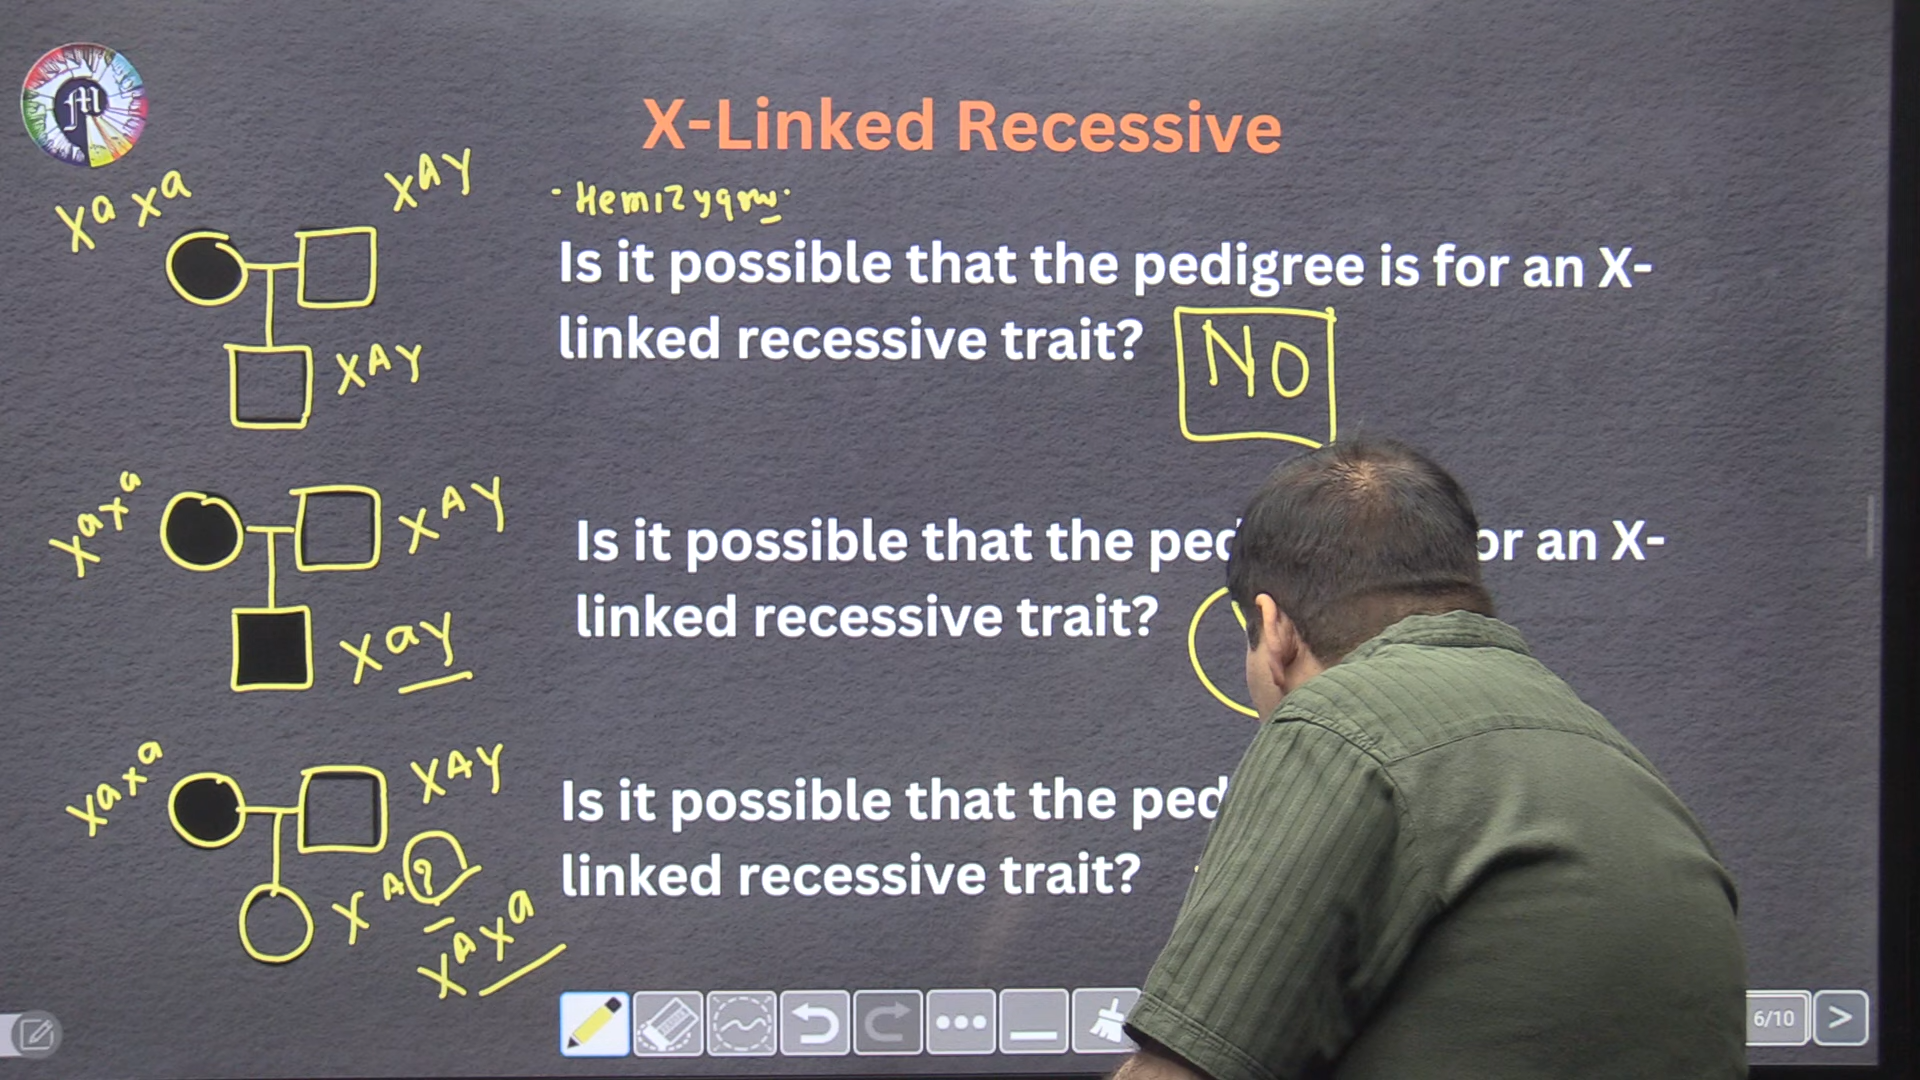 X-Linked Recessive
XᵃXᵃ
XᴬY
Is it possible that the pedigree is for an X-
linked recessive trait?
NO
XᴬY
XᵃXᵃ
XᴬY
Is it possible that the ped or an X-
linked recessive trait?
XᵃY
XᵃXᵃ
XᴬY
Is it possible that the ped
linked recessive trait?
Xᴬ?
XᴬXᵃ
6/10